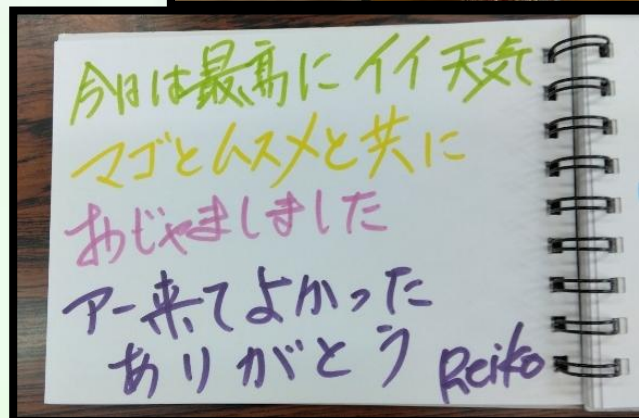 今日は最高にイイ天気
マゴとムスメと共に
おじゃましました
アー来てよかった
ありがとう Reiko